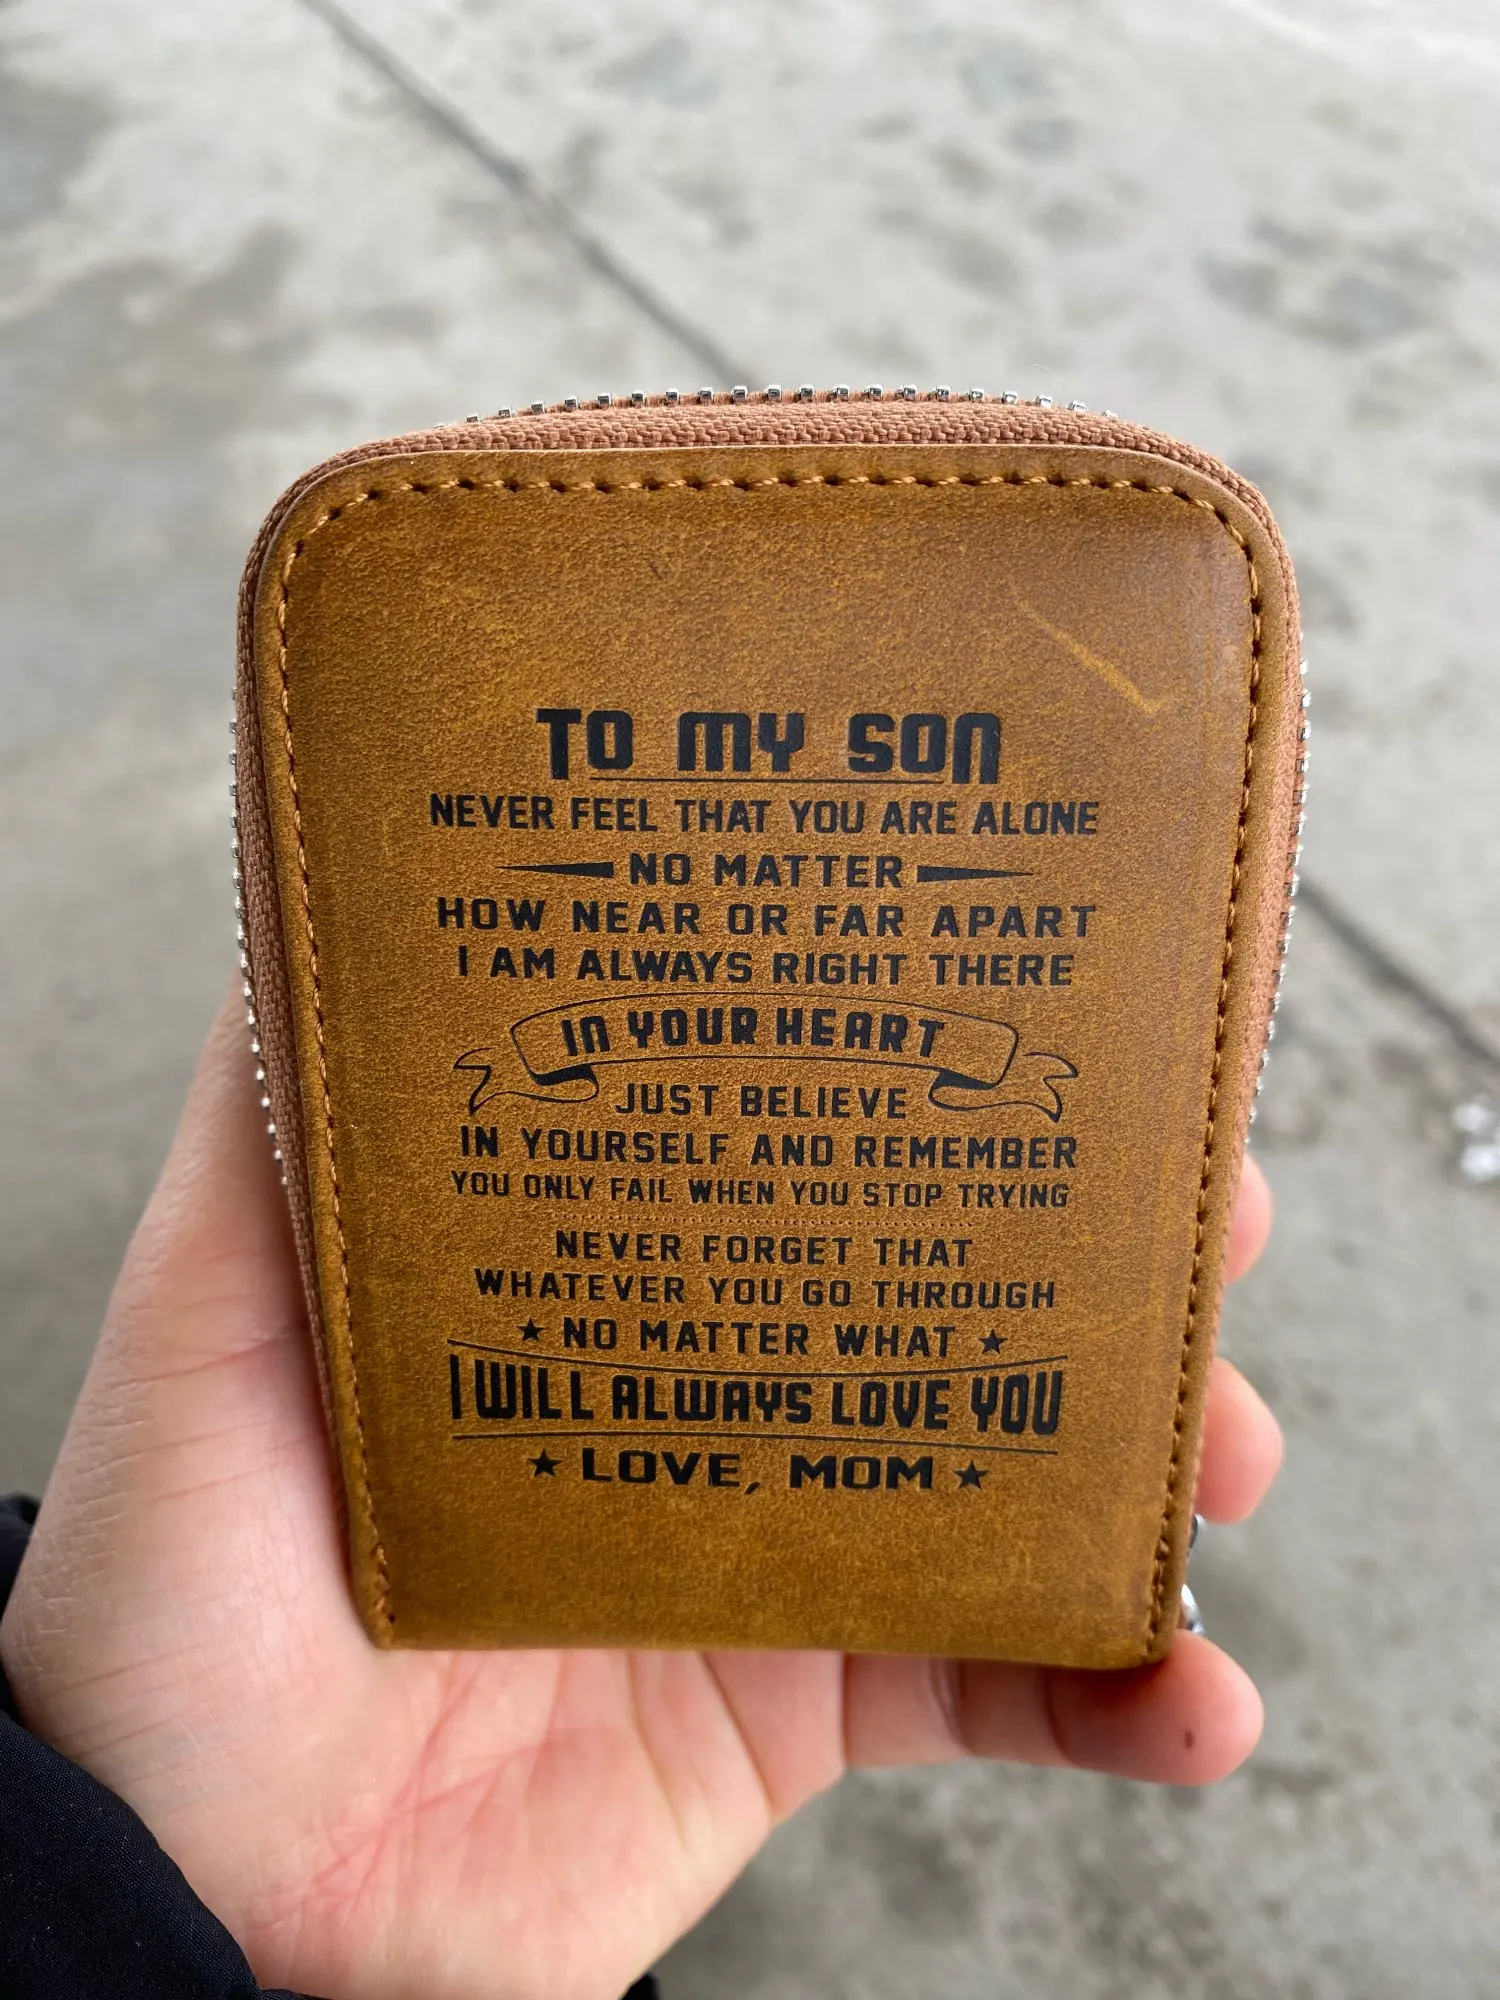 TO MY SON
NEVER FEEL THAT YOU ARE ALONE
NO MATTER
HOW NEAR OR FAR APART
I AM ALWAYS RIGHT THERE
IN YOUR HEART
JUST BELIEVE
IN YOURSELF AND REMEMBER
YOU ONLY FAIL WHEN YOU STOP TRYING
NEVER FORGET THAT
WHATEVER YOU GO THROUGH
NO MATTER WHAT
I WILL ALWAYS LOVE YOU
LOVE, MOM